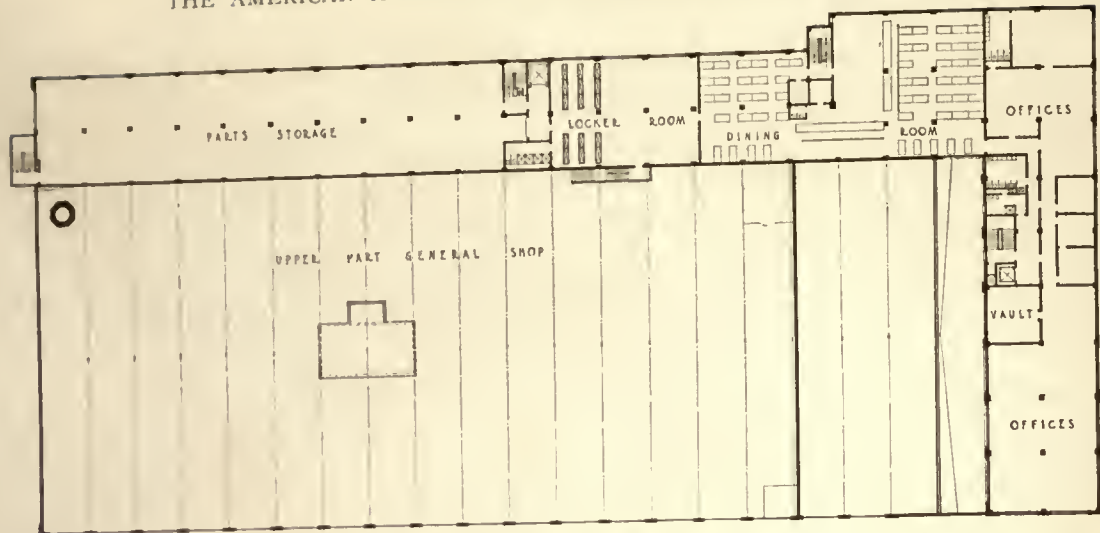 THE AMERICAN
OFFICES
PARTS STORAGE
LOCKER ROOM
DINING ROOM
UPPER PART GENERAL SHOP
VAULT
OFFICES